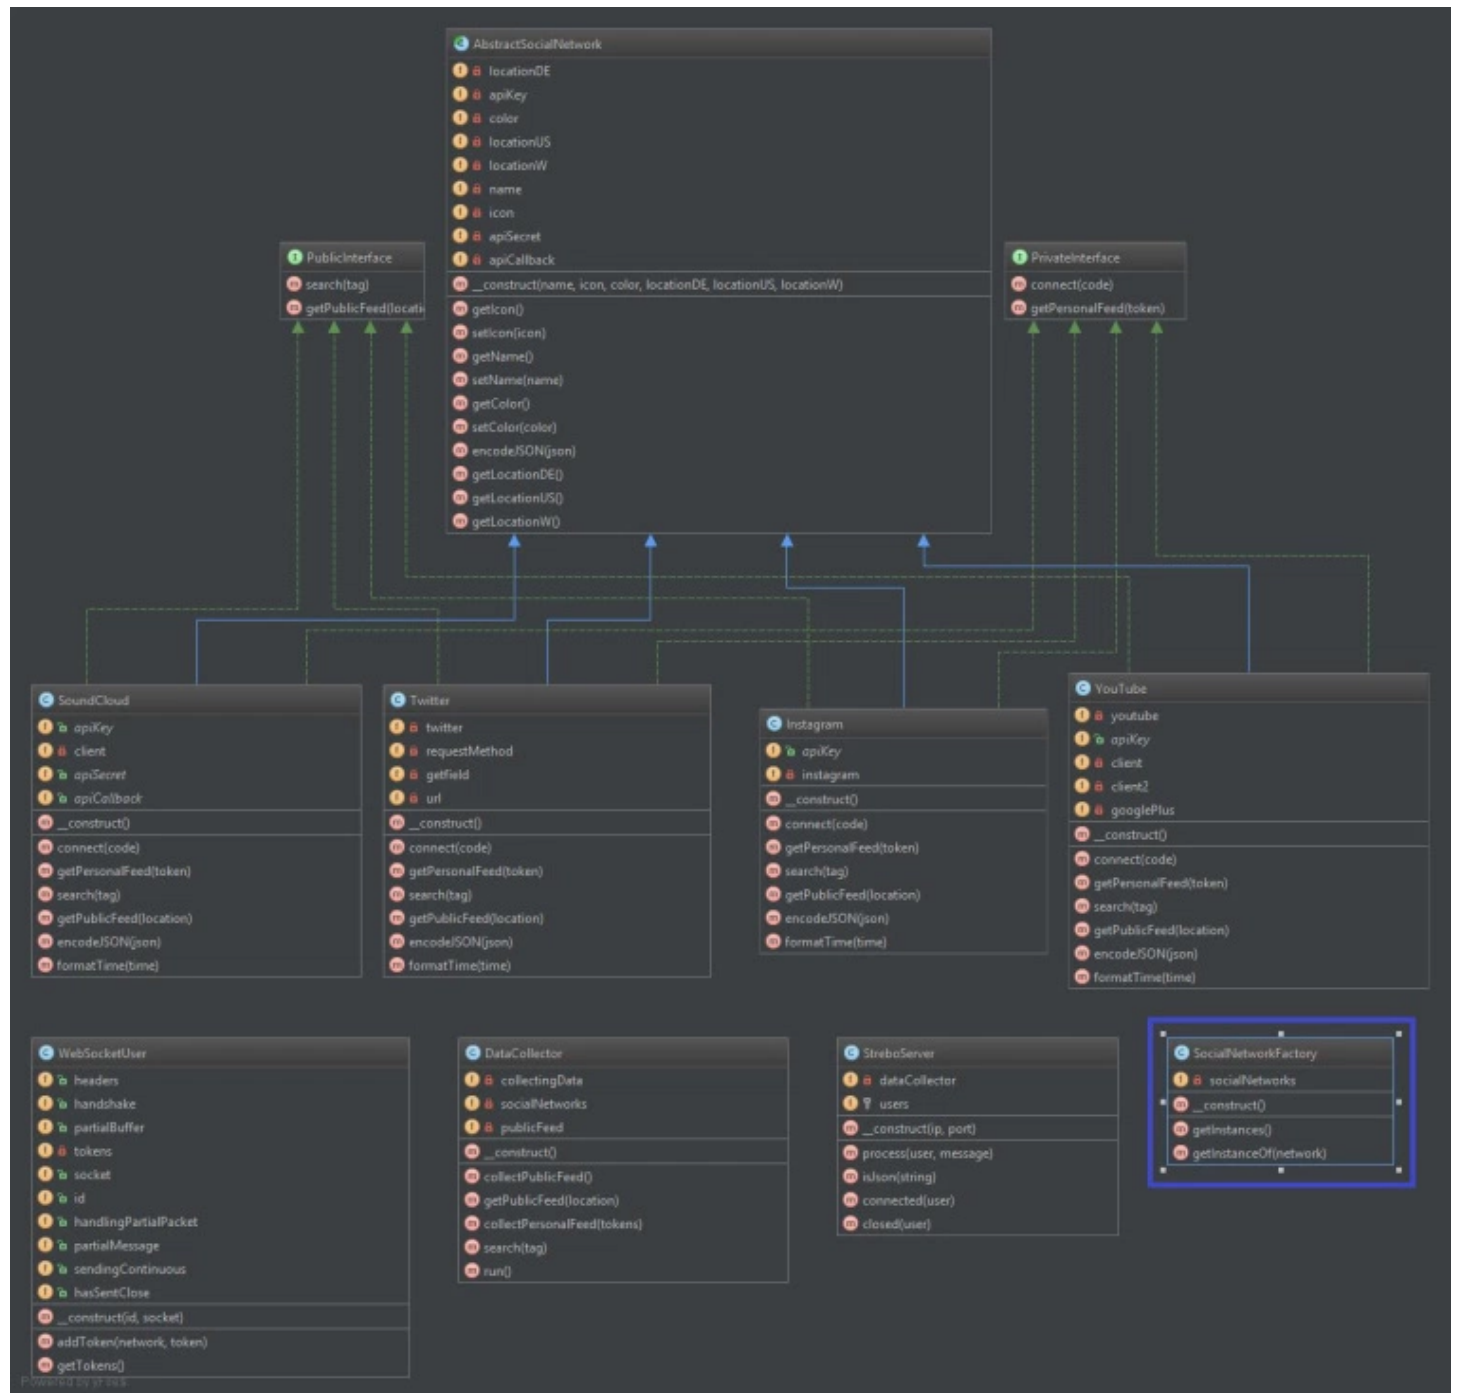 AbstractSocialNetwork
locationDE
apiKey
color
locationUS
locationW
name
icon
apiSecret
apiCallback
__construct(name, icon, color, locationDE, locationUS, locationW)
getIcon()
setIcon(icon)
getName()
setName(name)
getColor()
setColor(color)
encodeJSON(json)
getLocationDE()
getLocationUS()
getLocationW()
PublicInterface
search(tag)
getPublicFeed(locati
PrivateInterface
connect(code)
getPersonalFeed(token)
SoundCloud
apiKey
client
apiSecret
apiCallback
__construct()
connect(code)
getPersonalFeed(token)
search(tag)
getPublicFeed(location)
encodeJSON(json)
formatTime(time)
Twitter
twitter
requestMethod
getfield
url
__construct()
connect(code)
getPersonalFeed(token)
search(tag)
getPublicFeed(location)
encodeJSON(json)
formatTime(time)
Instagram
apiKey
instagram
__construct()
connect(code)
getPersonalFeed(token)
search(tag)
getPublicFeed(location)
encodeJSON(json)
formatTime(time)
YouTube
youtube
apiKey
client
client2
googlePlus
__construct()
connect(code)
getPersonalFeed(token)
search(tag)
getPublicFeed(location)
encodeJSON(json)
formatTime(time)
WebSocketUser
headers
handshake
partialBuffer
tokens
socket
id
handlingPartialPacket
partialMessage
sendingContinuous
hasSentClose
__construct(id, socket)
addToken(network, token)
getTokens()
Powered by yFiles
DataCollector
collectingData
socialNetworks
publicFeed
__construct()
collectPublicFeed()
getPublicFeed(location)
collectPersonalFeed(tokens)
search(tag)
run()
StreboServer
dataCollector
users
__construct(ip, port)
process(user, message)
isJson(string)
connected(user)
closed(user)
SocialNetworkFactory
socialNetworks
__construct()
getInstances()
getInstanceOf(network)